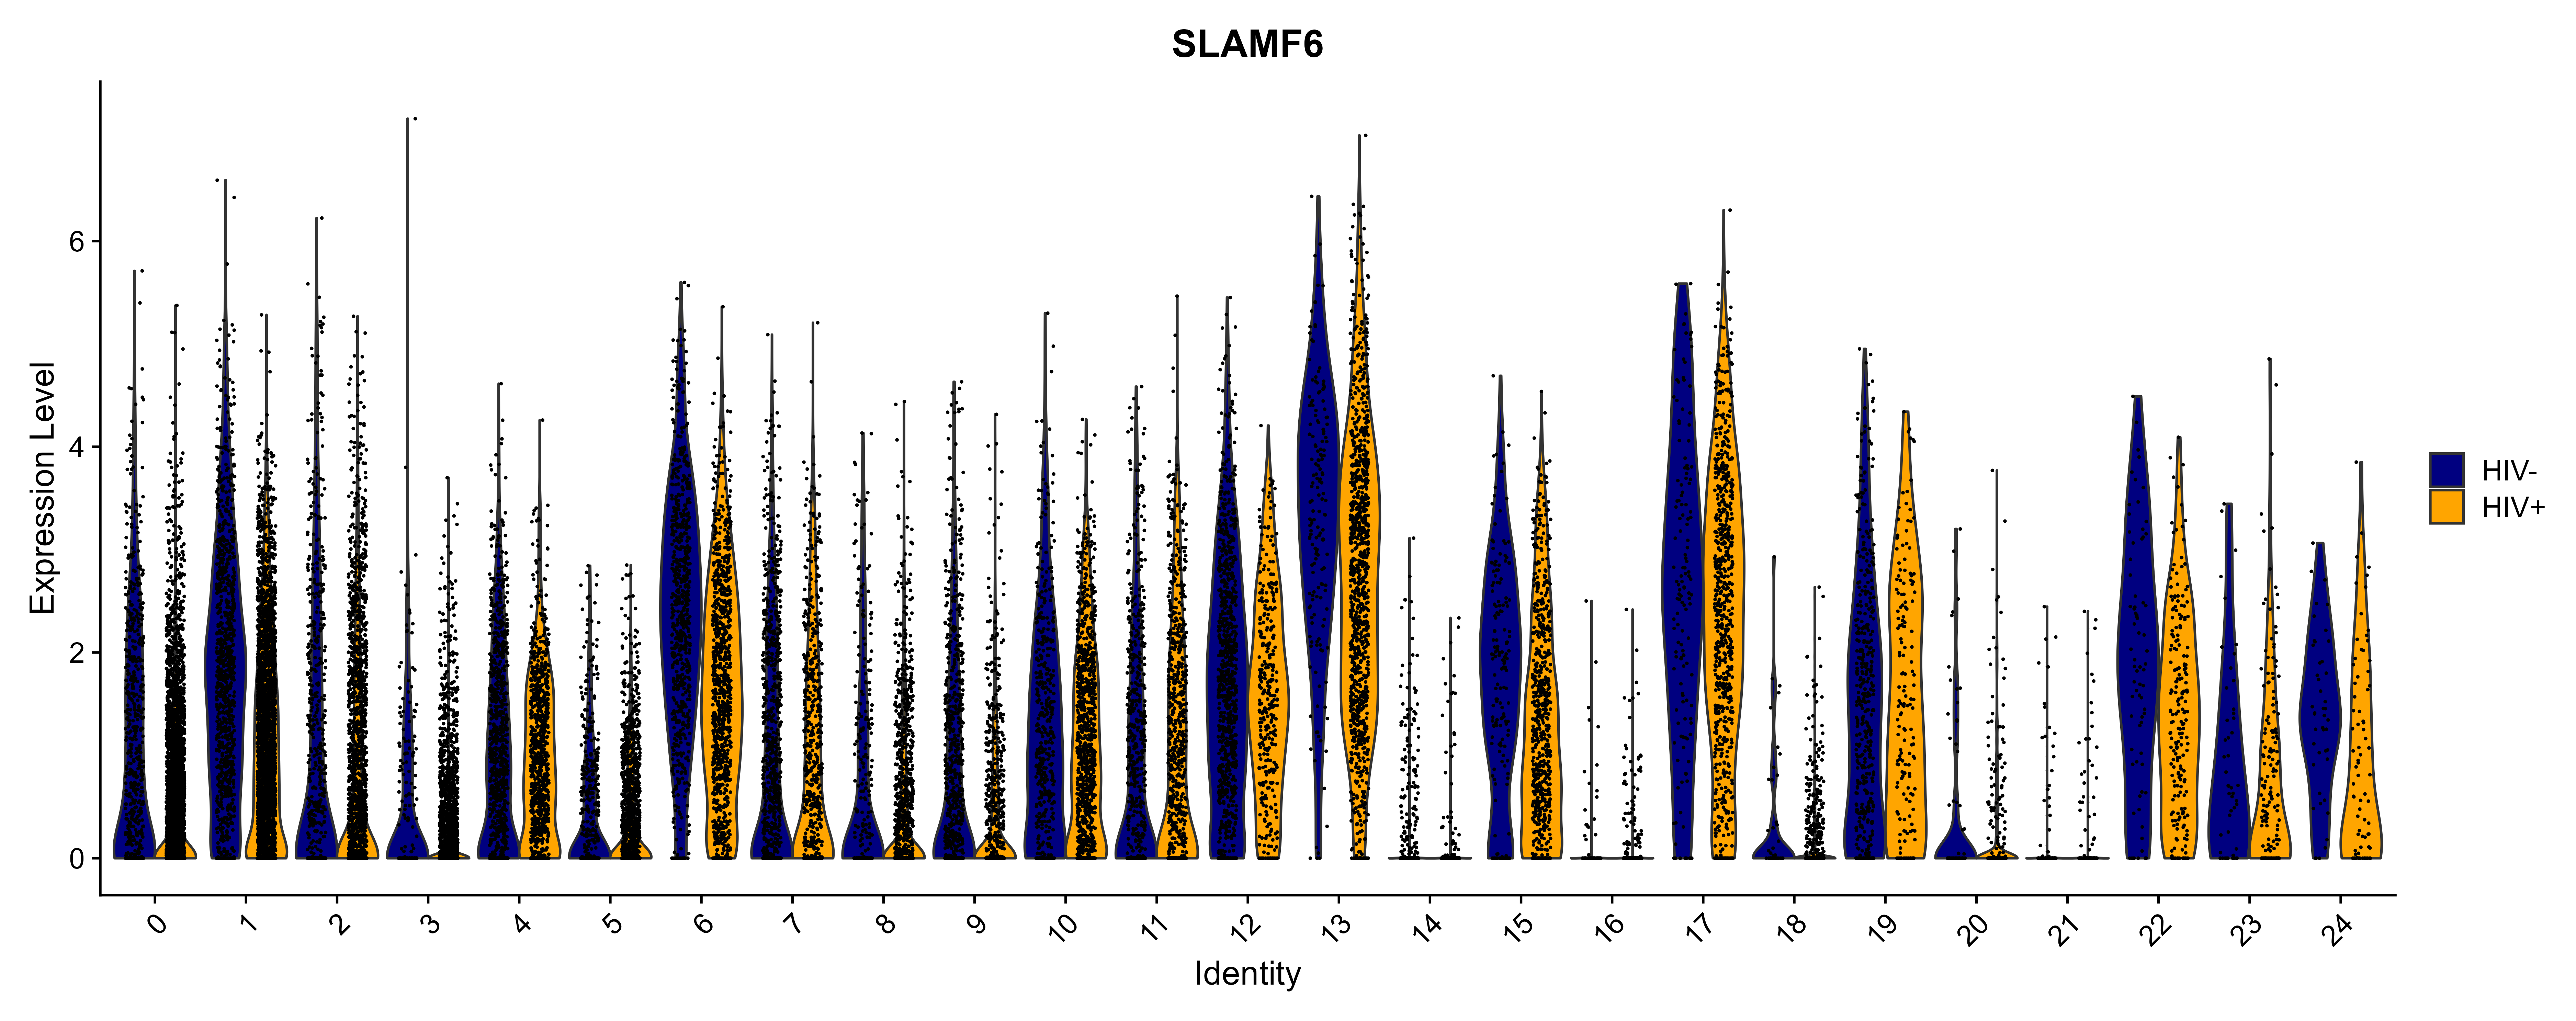 SLAMF6
Expression Level
6
4
2
0
0 1 2 3 4 5 6 7 8 9 10 11 12 13 14 15 16 17 18 19 20 21 22 23 24
Identity
HIV-
HIV+